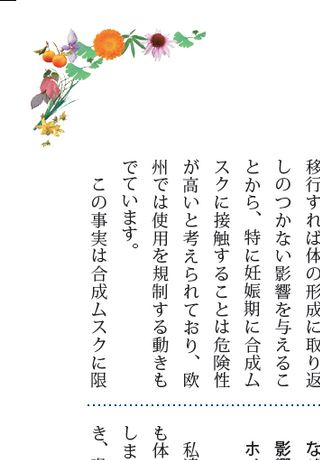 移行すれば体の形成に取り返
しのつかない影響を与えるこ
とから、特に妊娠期に合成ム
スクに接触することは危険性
が高いと考えられており、欧
州では使用を規制する動きも
でています。
この事実は合成ムスクに限
な
影響
ホ
私
も体
しま
き、